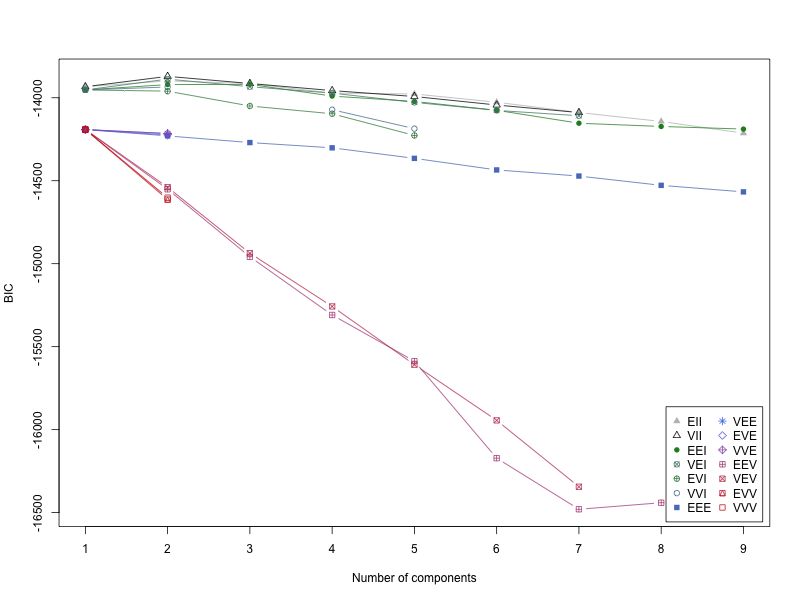 BIC
-14000
-14500
-15000
-15500
-16000
-16500
EII VEE
VII EVE
EEI VVE
VEI EEV
EVI VEV
VVI EVV
EEE VVV
1 2 3 4 5 6 7 8 9
Number of components